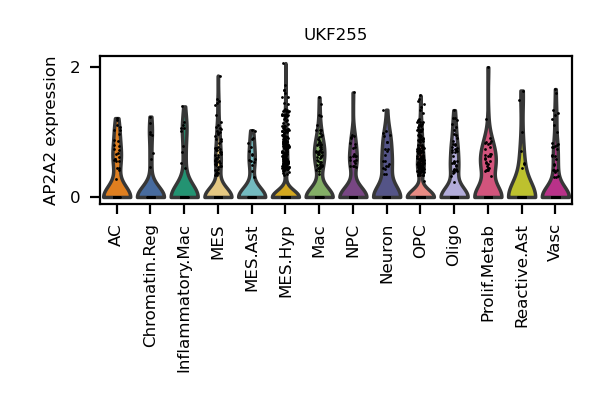 UKF255
AP2A2 expression
2
0
AC
Chromatin.Reg
Inflammatory.Mac
MES
MES.Ast
MES.Hyp
Mac
NPC
Neuron
OPC
Oligo
Prolif.Metab
Reactive.Ast
Vasc